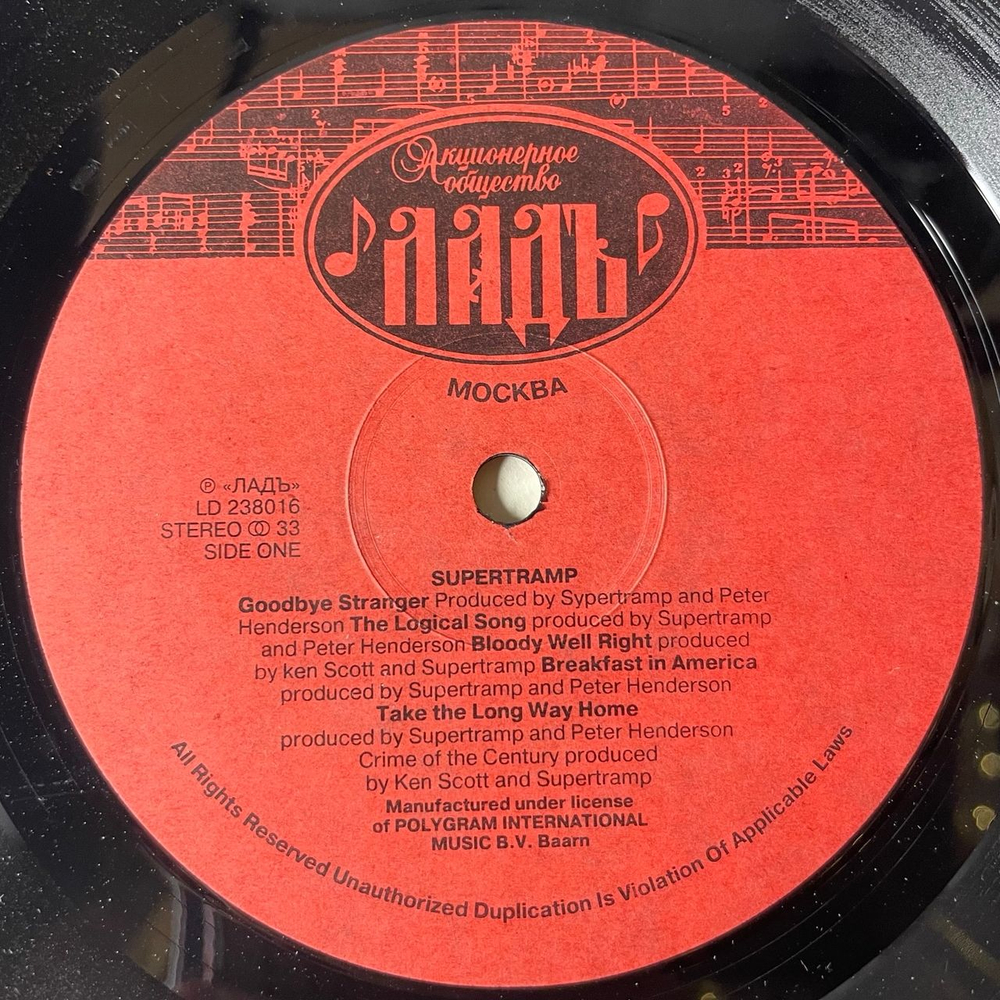 Акционерное
общество
ЛАДЪ
МОСКВА
℗ «ЛАДЪ»
LD 238016
STEREO 33
SIDE ONE
SUPERTRAMP
Goodbye Stranger Produced by Sypertramp and Peter
Henderson The Logical Song produced by Supertramp
and Peter Henderson Bloody Well Right produced
by ken Scott and Supertramp Breakfast in America
produced by Supertramp and Peter Henderson
Take the Long Way Home
produced by Supertramp and Peter Henderson
Crime of the Century produced
by Ken Scott and Supertramp
Manufactured under license
of POLYGRAM INTERNATIONAL
MUSIC B.V. Baarn
All Rights Reserved Unauthorized Duplication Is Violation Of Applicable Laws